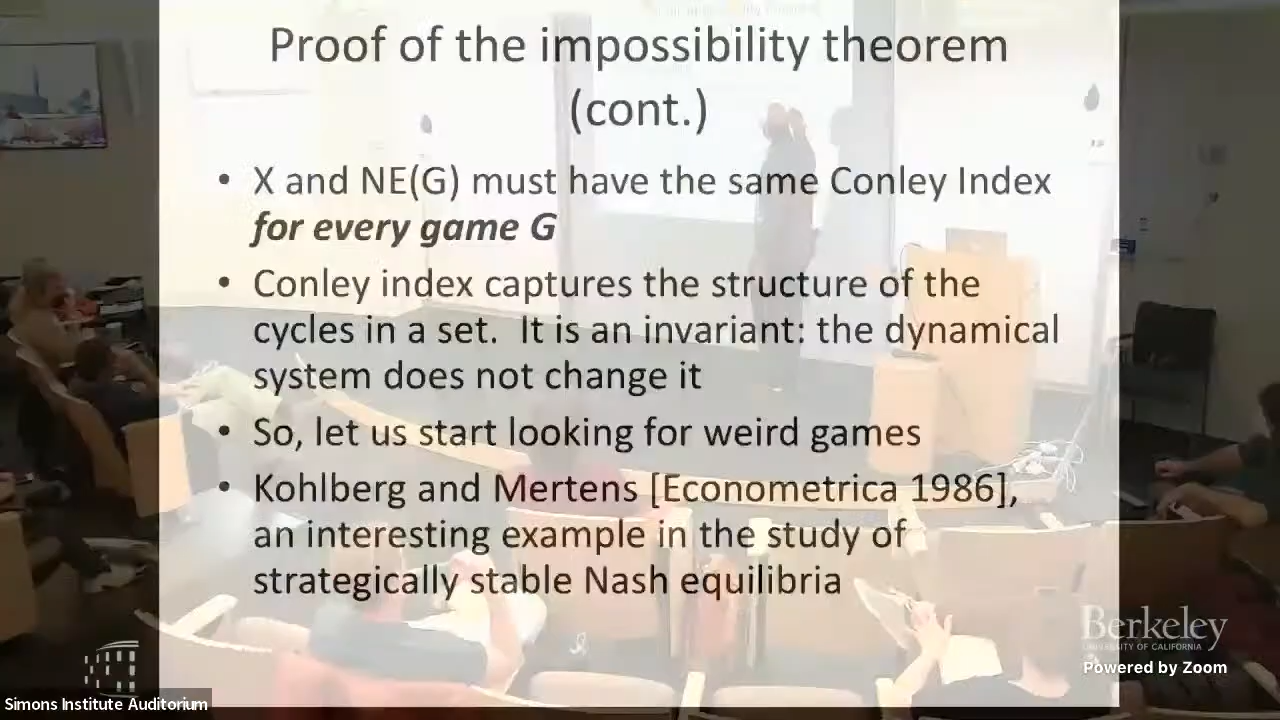 Proof of the impossibility theorem
(cont.)
• X and NE(G) must have the same Conley Index
for every game G
• Conley index captures the structure of the
cycles in a set. It is an invariant: the dynamical
system does not change it
• So, let us start looking for weird games
• Kohlberg and Mertens [Econometrica 1986],
an interesting example in the study of
strategically stable Nash equilibria
Berkeley
UNIVERSITY OF CALIFORNIA
Powered by Zoom
Simons Institute Auditorium